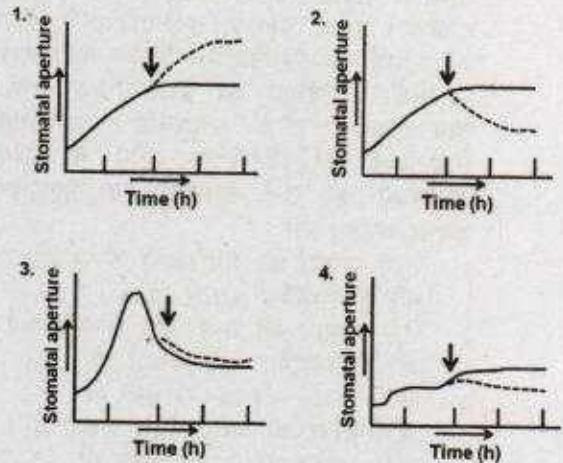 1.
Stomatal aperture
Time (h)
2.
Stomatal aperture
Time (h)
3.
Stomatal aperture
Time (h)
4.
Stomatal aperture
Time (h)